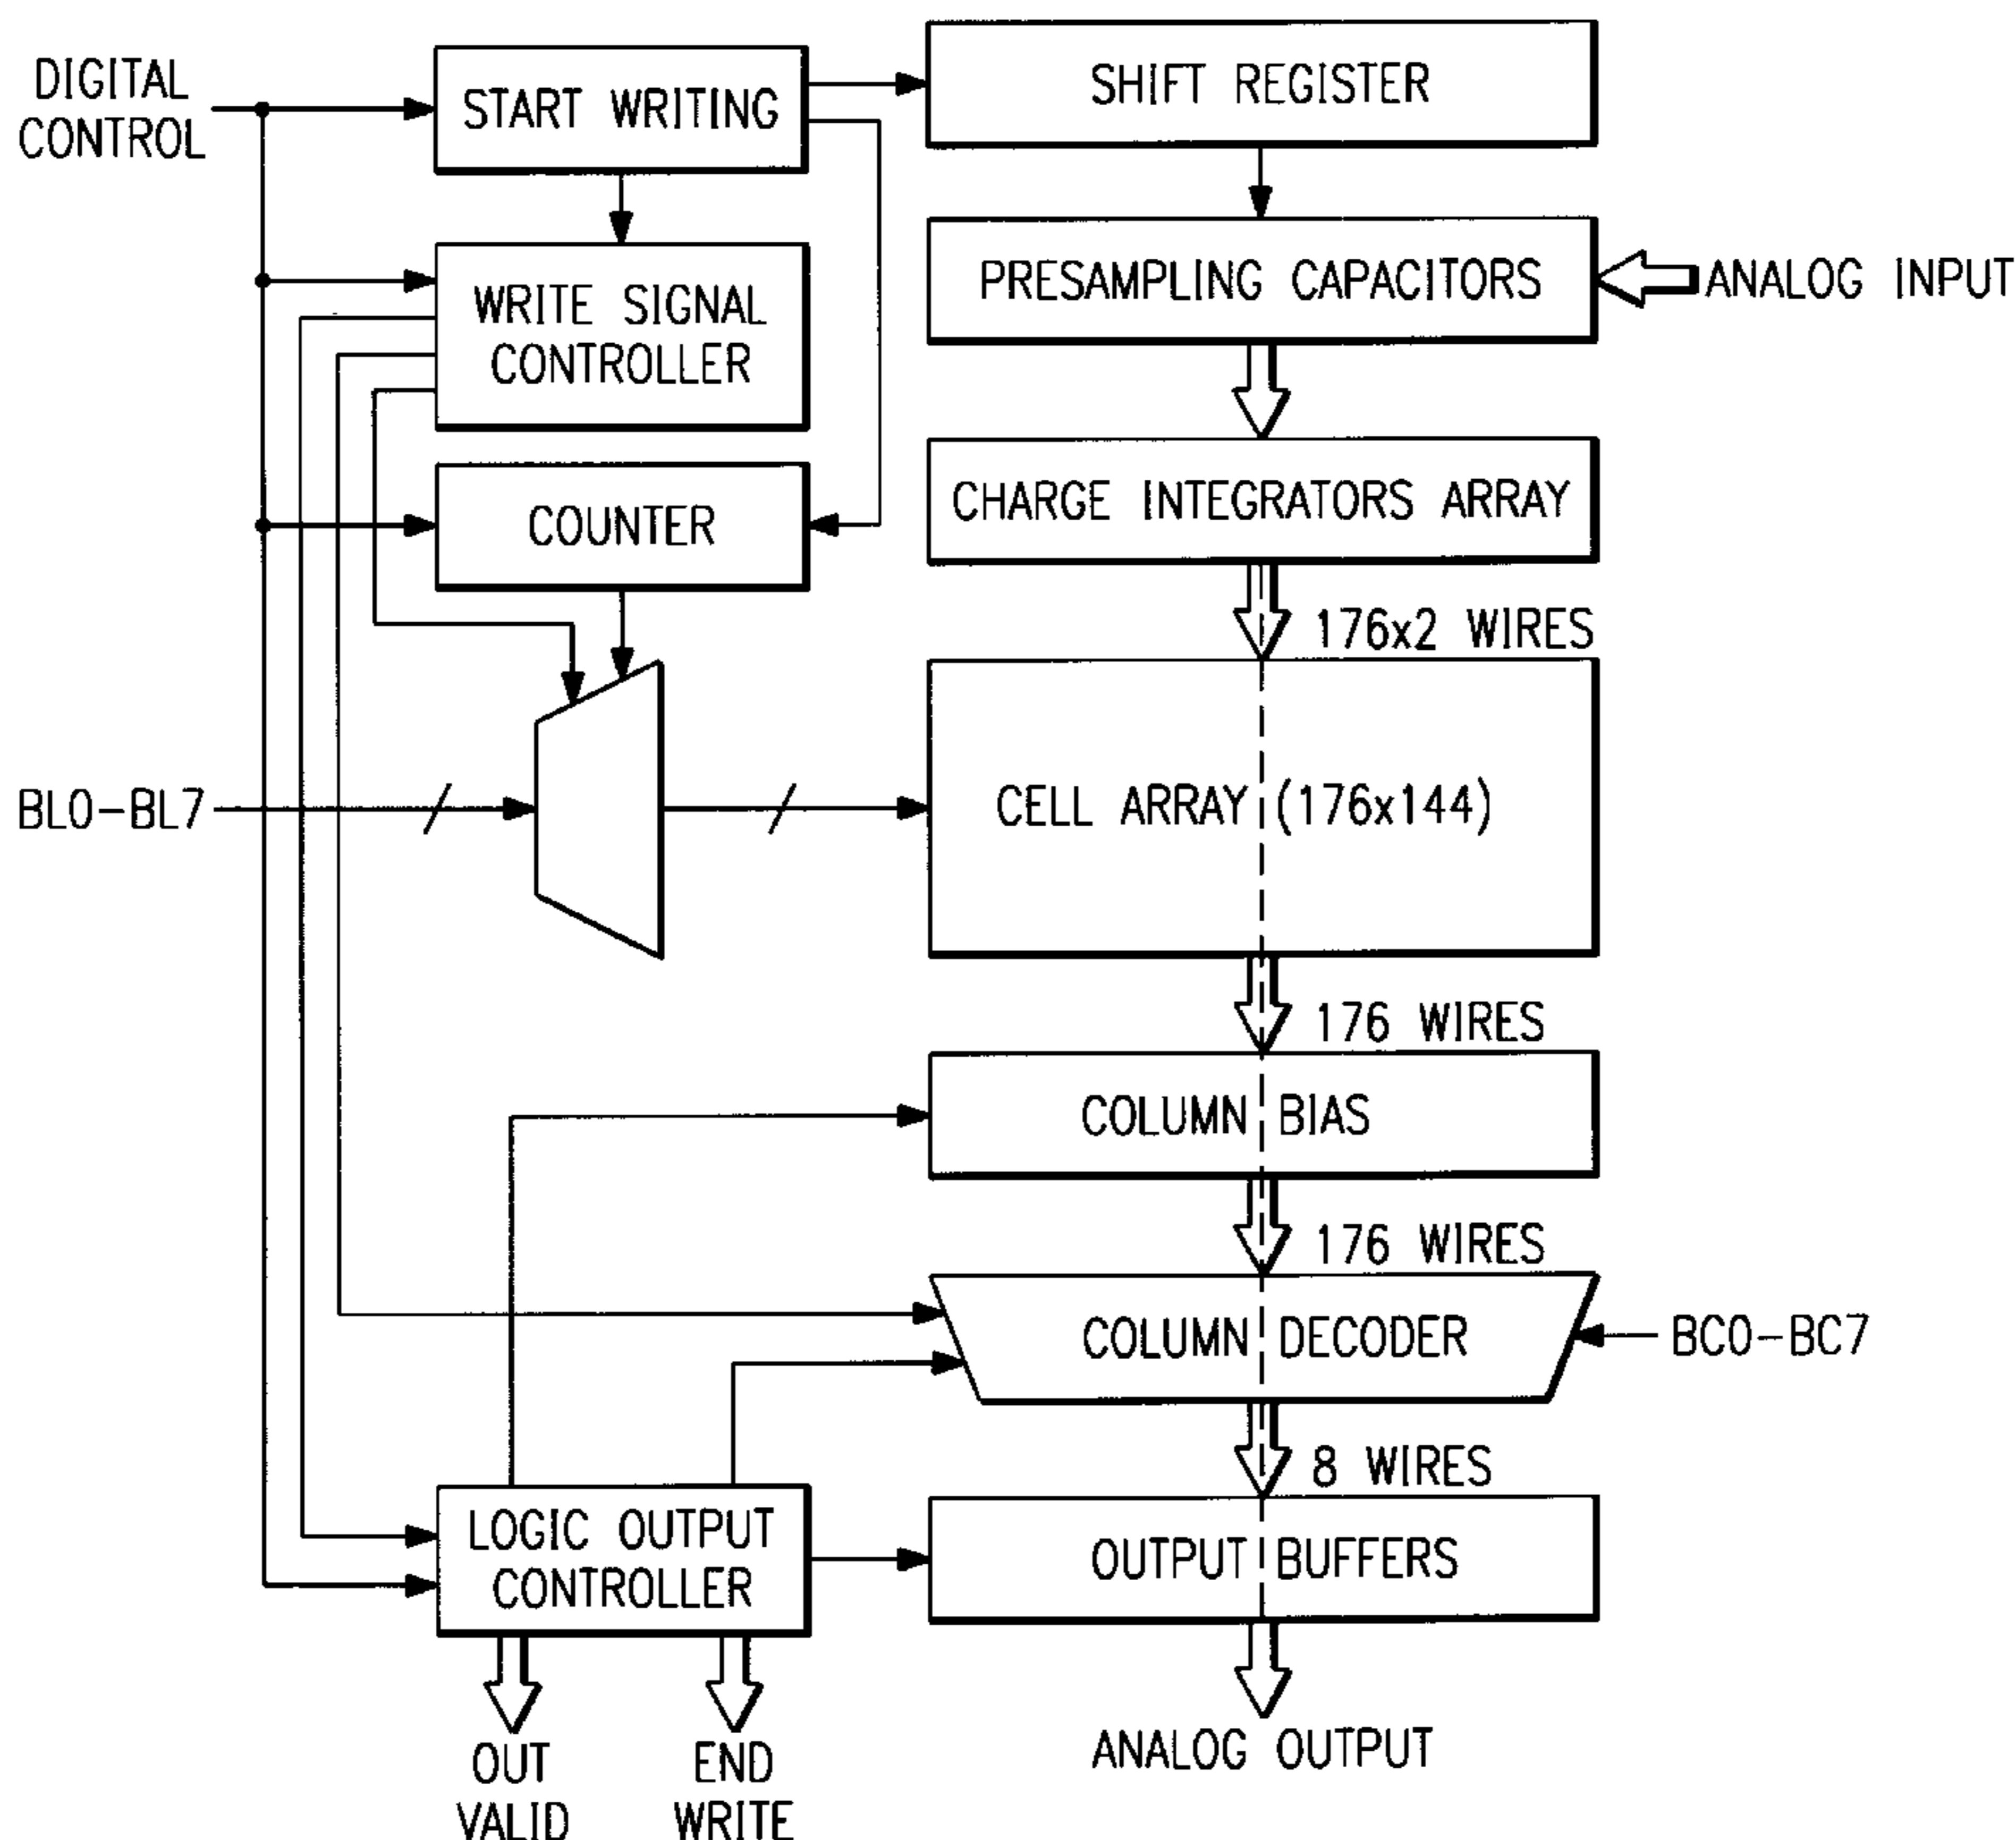 DIGITAL
CONTROL
START WRITING
SHIFT REGISTER
WRITE SIGNAL
CONTROLLER
PRESAMPLING CAPACITORS
ANALOG INPUT
COUNTER
CHARGE INTEGRATORS ARRAY
176x2 WIRES
BL0-BL7
CELL ARRAY (176x144)
176 WIRES
COLUMN BIAS
176 WIRES
COLUMN DECODER
BC0-BC7
8 WIRES
LOGIC OUTPUT
CONTROLLER
OUTPUT BUFFERS
OUT
VALID
END
WRITE
ANALOG OUTPUT